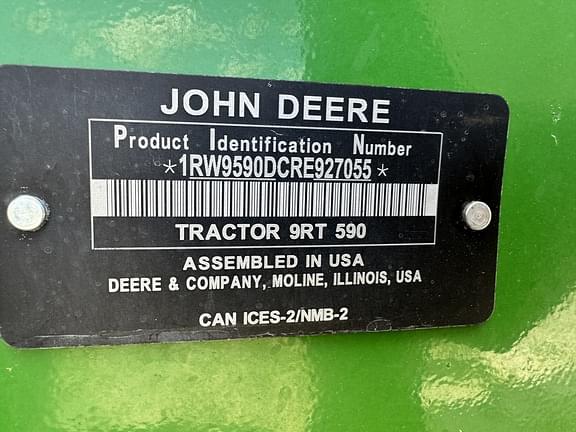 JOHN DEERE
Product Identification Number
*1RW9590DCRE927055*
TRACTOR 9RT 590
ASSEMBLED IN USA
DEERE & COMPANY, MOLINE, ILLINOIS, USA
CAN ICES-2/NMB-2